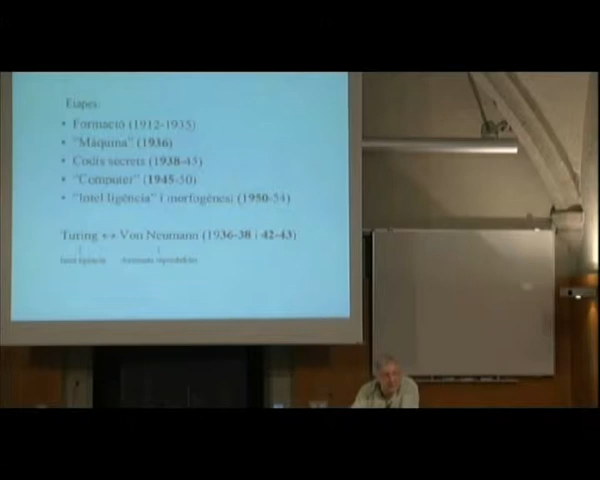 Etapes:
• Formació (1912-1935)
• "Màquina" (1936)
• Codis secrets (1938-45)
• "Computer" (1945-50)
• "Intel·ligència" i morfogènesi (1950-54)
Turing ↔ Von Neumann (1936-38 i 42-43)